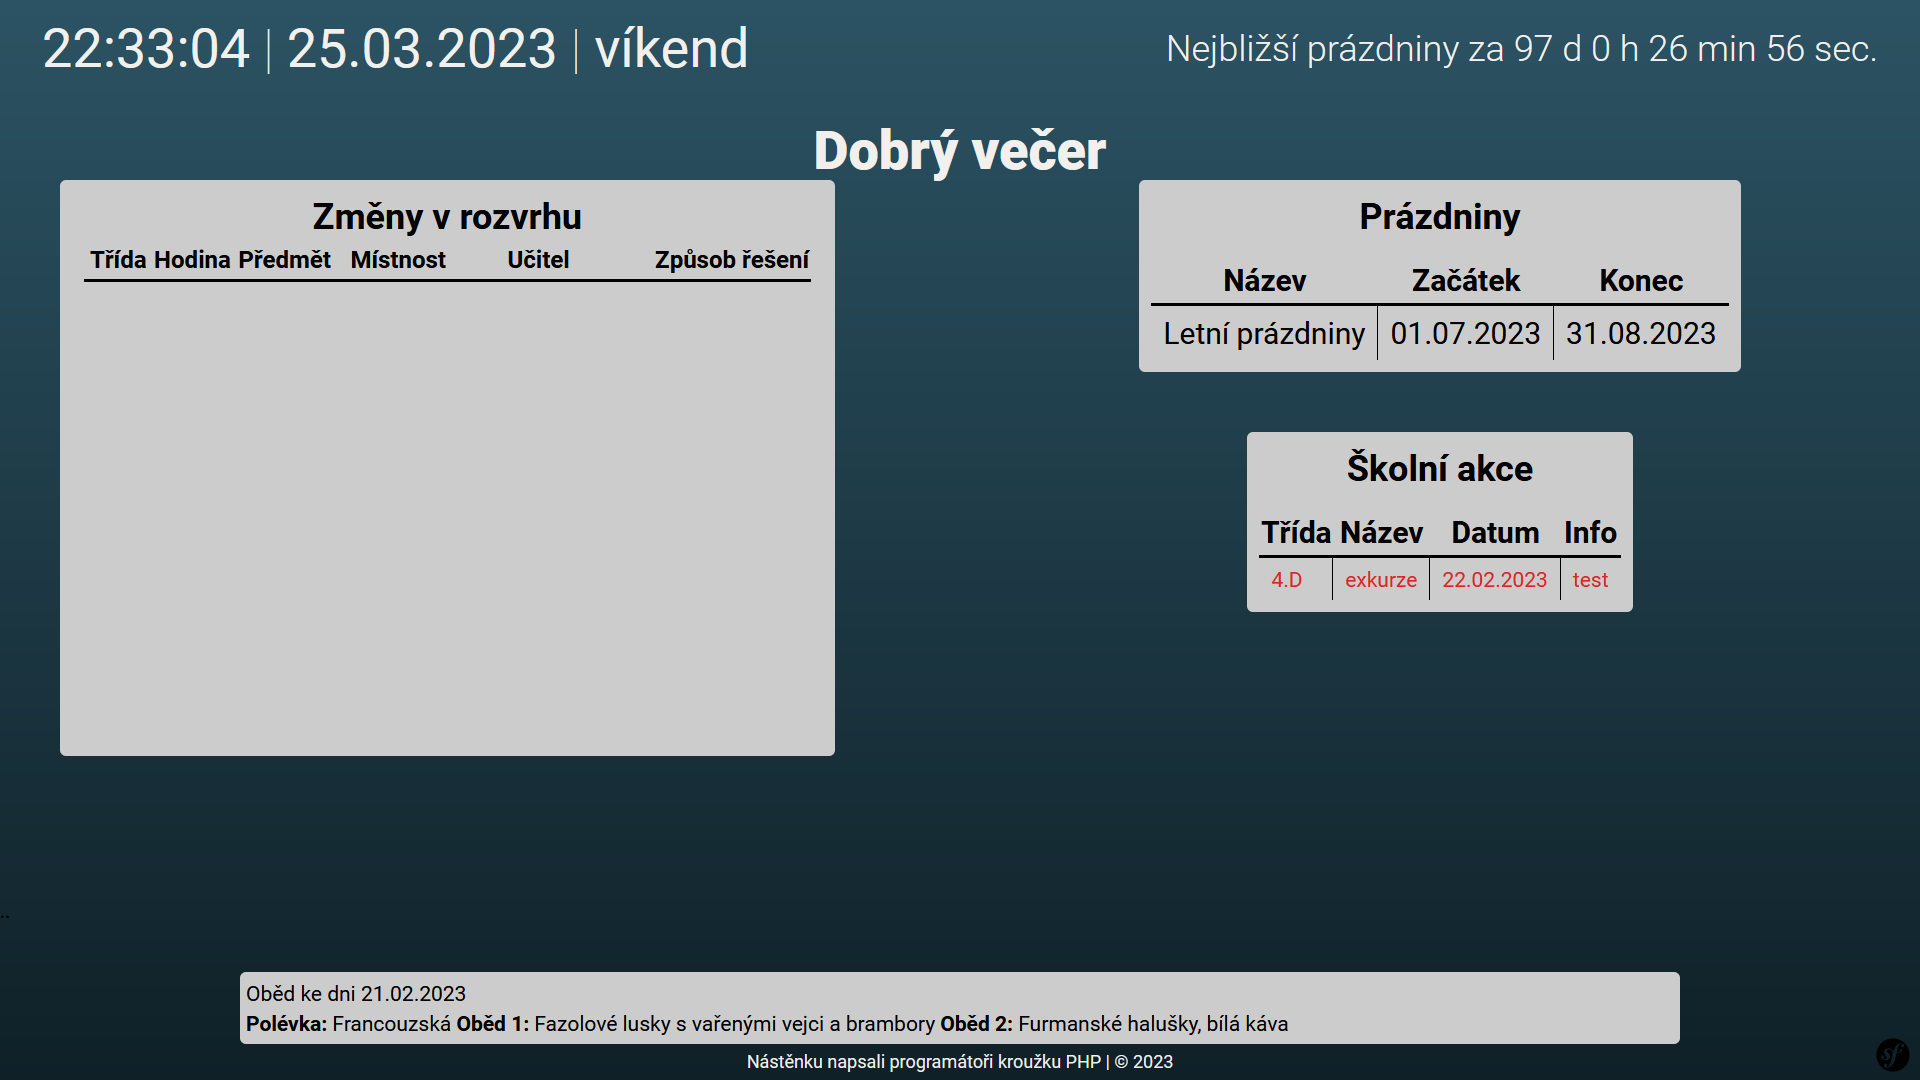 22:33:04 | 25.03.2023 | víkend
Nejbližší prázdniny za 97 d 0 h 26 min 56 sec.
Dobrý večer
Změny v rozvrhu
Třída Hodina Předmět Místnost Učitel Způsob řešení
Prázdniny
Název Začátek Konec
Letní prázdniny 01.07.2023 31.08.2023
Školní akce
Třída Název Datum Info
4.D exkurze 22.02.2023 test
..
Oběd ke dni 21.02.2023
Polévka: Francouzská Oběd 1: Fazolové lusky s vařenými vejci a brambory Oběd 2: Furmanské halušky, bílá káva
Nástěnku napsali programátoři kroužku PHP | © 2023
sf